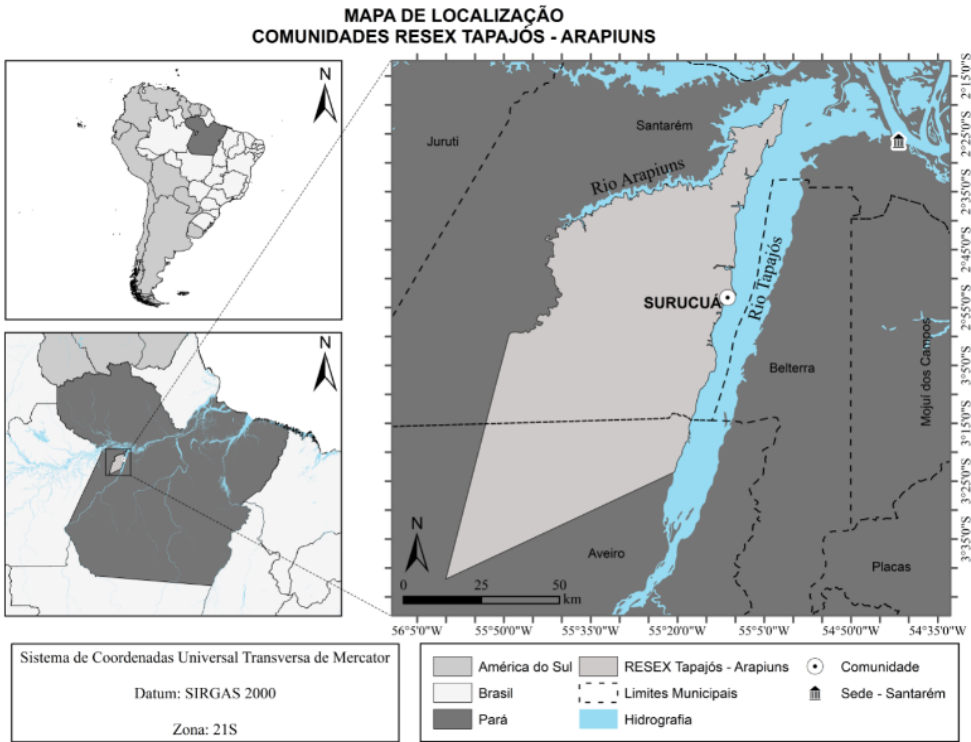 MAPA DE LOCALIZAÇÃO
COMUNIDADES RESEX TAPAJÓS - ARAPIUNS
N
N
Juruti
Santarém
Rio Arapiuns
SURUCUÁ
Rio Tapajós
Belterra
Mojuí dos Campos
Aveiro
Placas
N
0 25 50
km
2°15'0"S
2°25'0"S
2°35'0"S
2°45'0"S
2°55'0"S
3°5'0"S
3°15'0"S
3°25'0"S
3°35'0"S
56°5'0"W 55°50'0"W 55°35'0"W 55°20'0"W 55°5'0"W 54°50'0"W 54°35'0"W
Sistema de Coordenadas Universal Transversa de Mercator
Datum: SIRGAS 2000
Zona: 21S
América do Sul
Brasil
Pará
RESEX Tapajós - Arapiuns
Limites Municipais
Hidrografia
Comunidade
Sede - Santarém